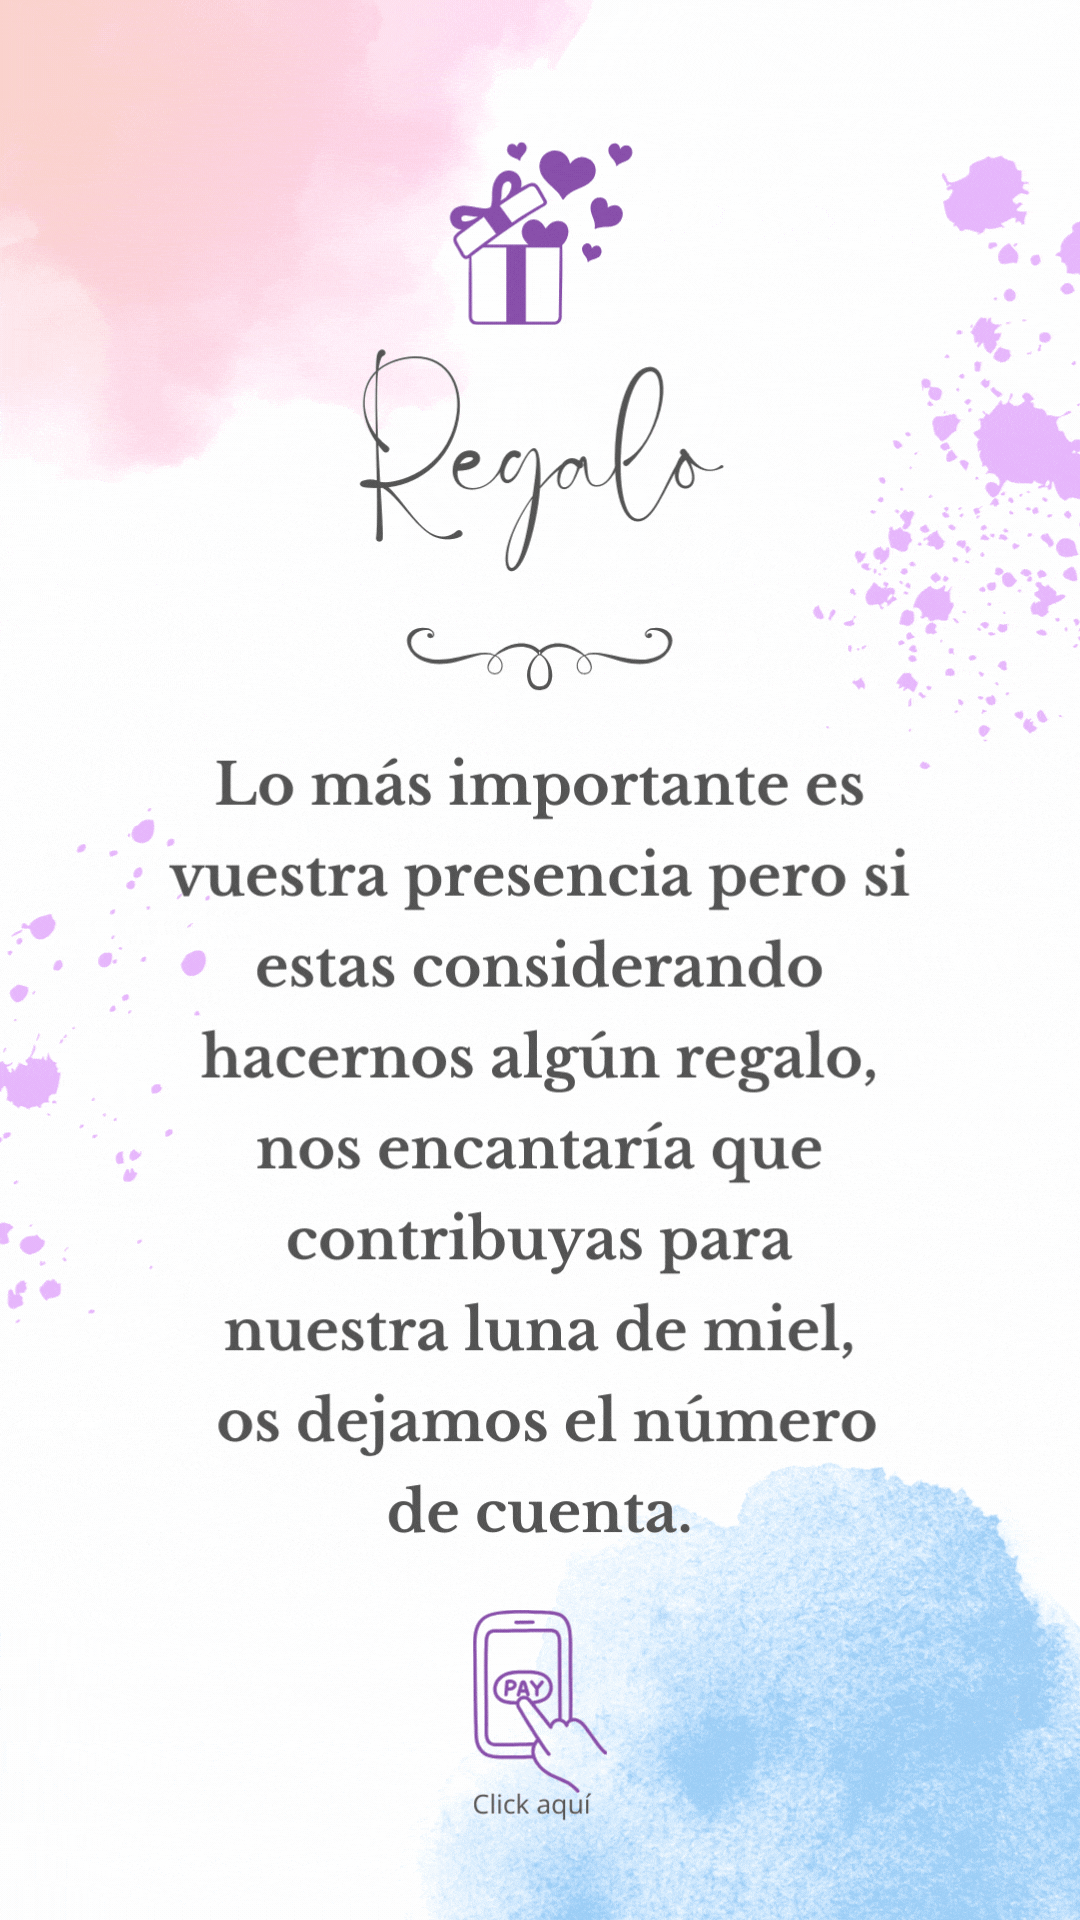 Regalo
Lo más importante es
vuestra presencia pero si
estas considerando
hacernos algún regalo,
nos encantaría que
contribuyas para
nuestra luna de miel,
os dejamos el número
de cuenta.
PAY
Click aquí